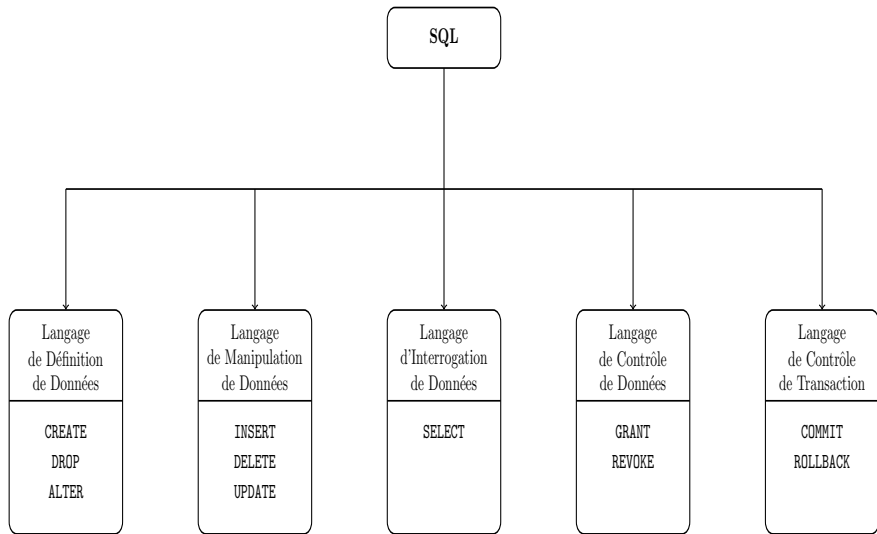 SQL
Langage
de Définition
de Données
CREATE
DROP
ALTER
Langage
de Manipulation
de Données
INSERT
DELETE
UPDATE
Langage
d'Interrogation
de Données
SELECT
Langage
de Contrôle
de Données
GRANT
REVOKE
Langage
de Contrôle
de Transaction
COMMIT
ROLLBACK